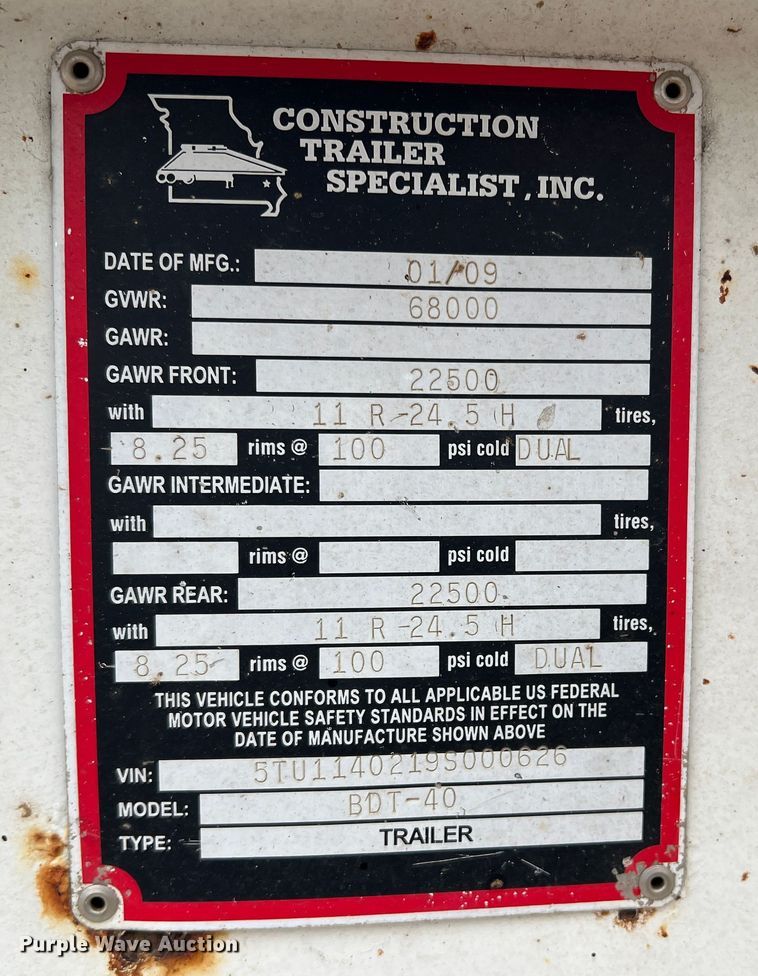 CONSTRUCTION
TRAILER
SPECIALIST, INC.
DATE OF MFG.: 01/09
GVWR: 68000
GAWR:
GAWR FRONT: 22500
with 11 R-24.5 H tires,
8.25 rims @ 100 psi cold DUAL
GAWR INTERMEDIATE:
with tires,
rims @ psi cold
GAWR REAR: 22500
with 11 R-24.5 H tires,
8.25 rims @ 100 psi cold DUAL
THIS VEHICLE CONFORMS TO ALL APPLICABLE US FEDERAL
MOTOR VEHICLE SAFETY STANDARDS IN EFFECT ON THE
DATE OF MANUFACTURE SHOWN ABOVE
VIN: 5TU1140219S000626
MODEL: BDT-40
TYPE: TRAILER
Purple Wave Auction